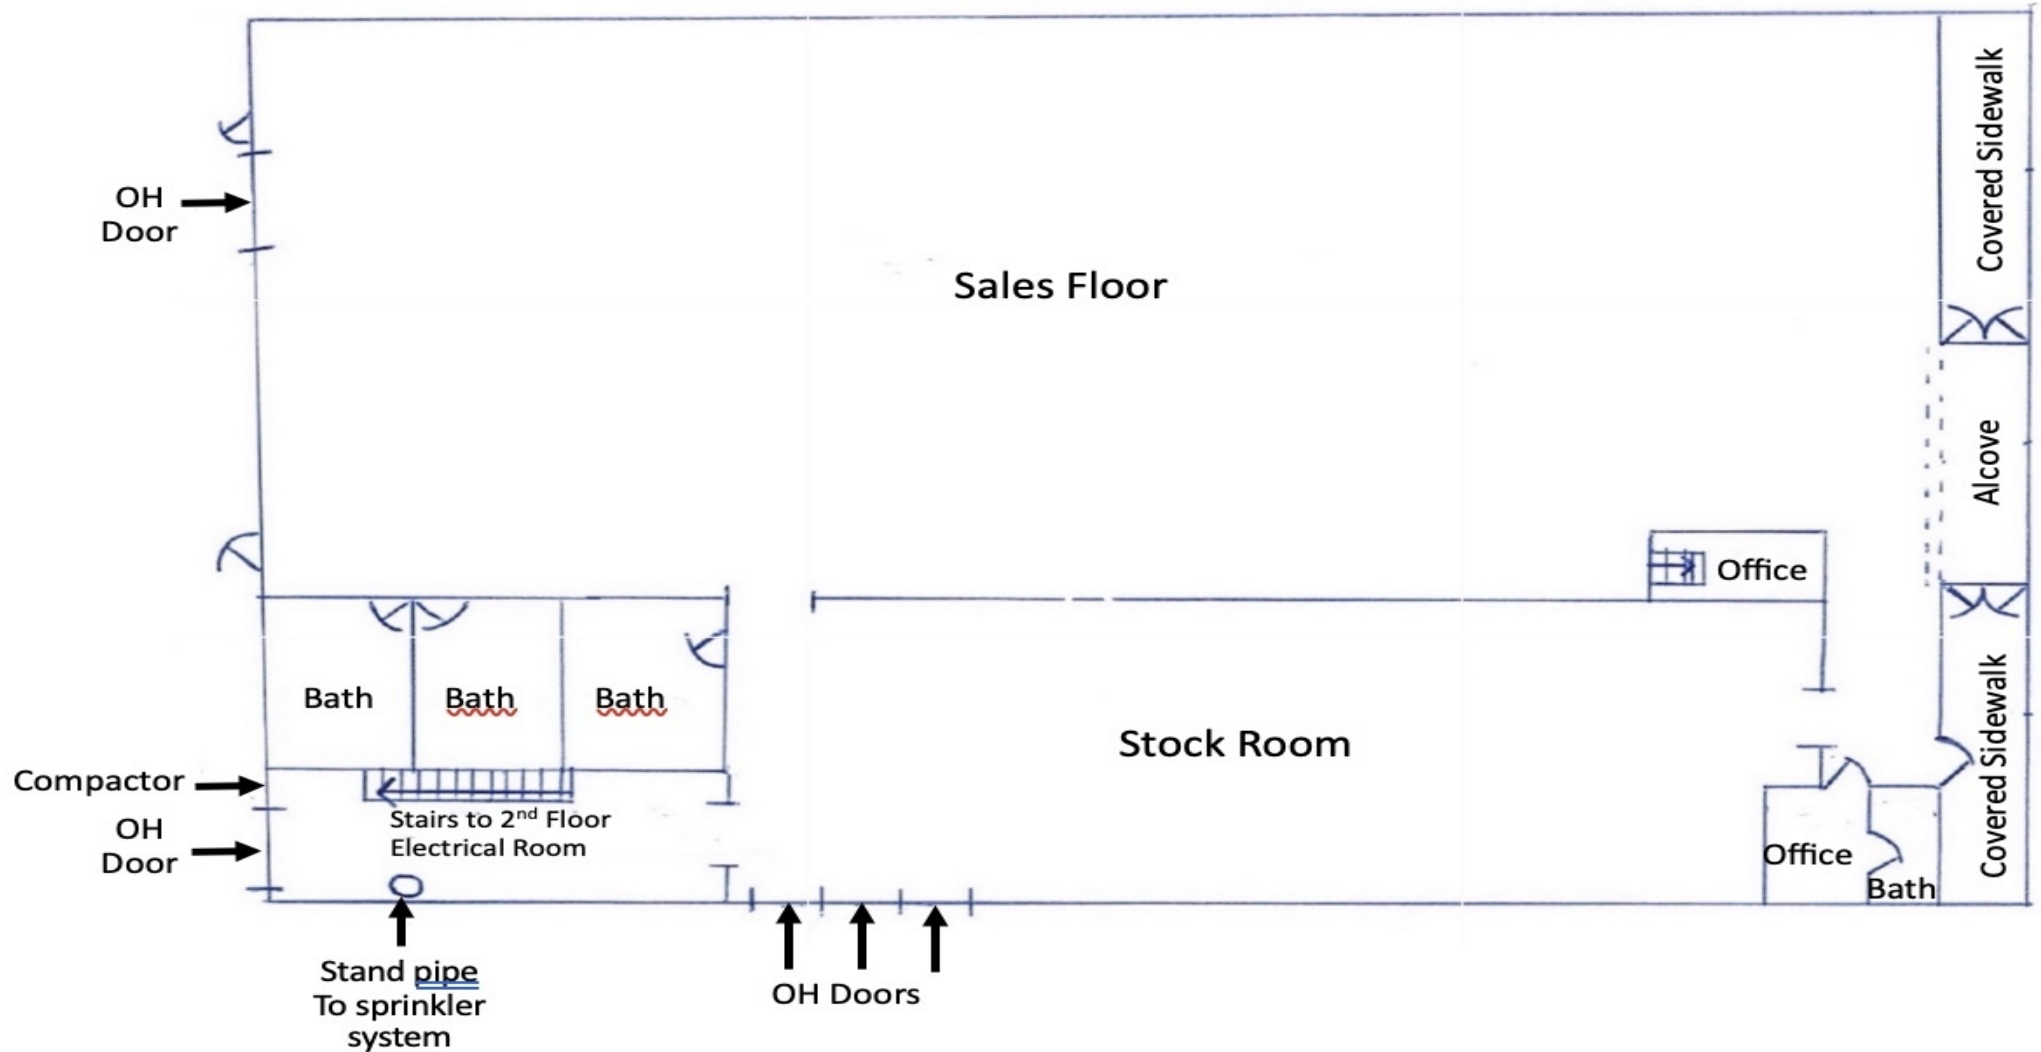 Covered Sidewalk
OH
Door
Sales Floor
Alcove
Office
Bath
Bath
Bath
Stock Room
Covered Sidewalk
Compactor
Stairs to 2nd Floor
Electrical Room
OH
Door
Office
Bath
Stand pipe
To sprinkler
system
OH Doors